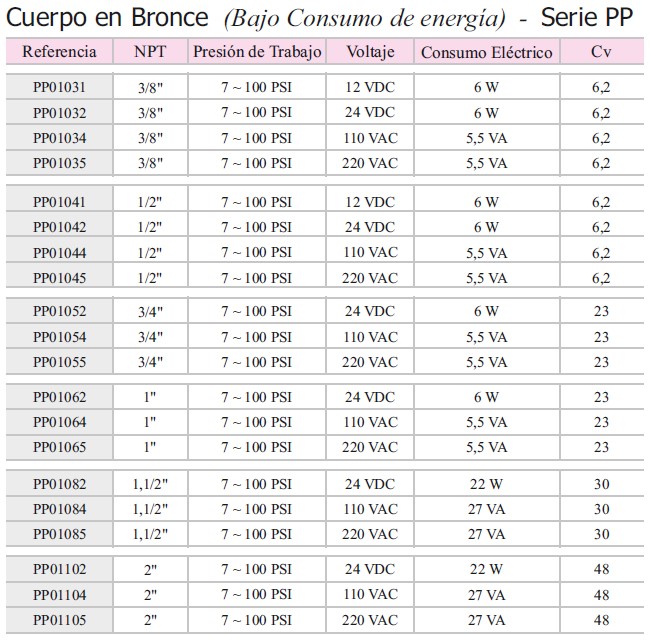 Cuerpo en Bronce (Bajo Consumo de energía) - Serie PP
Referencia NPT Presión de Trabajo Voltaje Consumo Eléctrico Cv
PP01031 3/8" 7 ~ 100 PSI 12 VDC 6 W 6,2
PP01032 3/8" 7 ~ 100 PSI 24 VDC 6 W 6,2
PP01034 3/8" 7 ~ 100 PSI 110 VAC 5,5 VA 6,2
PP01035 3/8" 7 ~ 100 PSI 220 VAC 5,5 VA 6,2
PP01041 1/2" 7 ~ 100 PSI 12 VDC 6 W 6,2
PP01042 1/2" 7 ~ 100 PSI 24 VDC 6 W 6,2
PP01044 1/2" 7 ~ 100 PSI 110 VAC 5,5 VA 6,2
PP01045 1/2" 7 ~ 100 PSI 220 VAC 5,5 VA 6,2
PP01052 3/4" 7 ~ 100 PSI 24 VDC 6 W 23
PP01054 3/4" 7 ~ 100 PSI 110 VAC 5,5 VA 23
PP01055 3/4" 7 ~ 100 PSI 220 VAC 5,5 VA 23
PP01062 1" 7 ~ 100 PSI 24 VDC 6 W 23
PP01064 1" 7 ~ 100 PSI 110 VAC 5,5 VA 23
PP01065 1" 7 ~ 100 PSI 220 VAC 5,5 VA 23
PP01082 1,1/2" 7 ~ 100 PSI 24 VDC 22 W 30
PP01084 1,1/2" 7 ~ 100 PSI 110 VAC 27 VA 30
PP01085 1,1/2" 7 ~ 100 PSI 220 VAC 27 VA 30
PP01102 2" 7 ~ 100 PSI 24 VDC 22 W 48
PP01104 2" 7 ~ 100 PSI 110 VAC 27 VA 48
PP01105 2" 7 ~ 100 PSI 220 VAC 27 VA 48